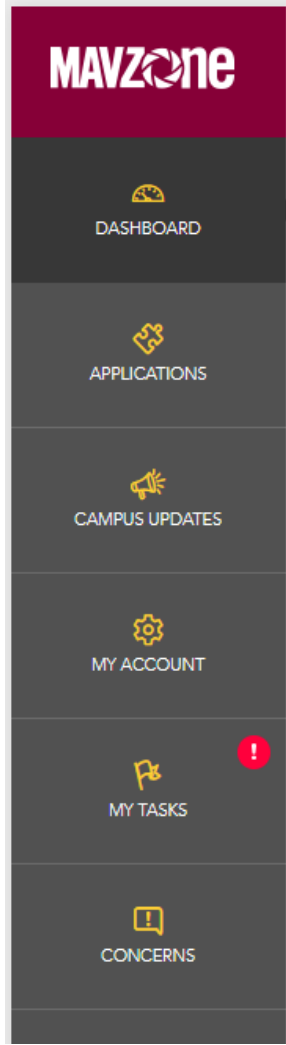 MAVZone
DASHBOARD
APPLICATIONS
CAMPUS UPDATES
MY ACCOUNT
!
MY TASKS
!
CONCERNS